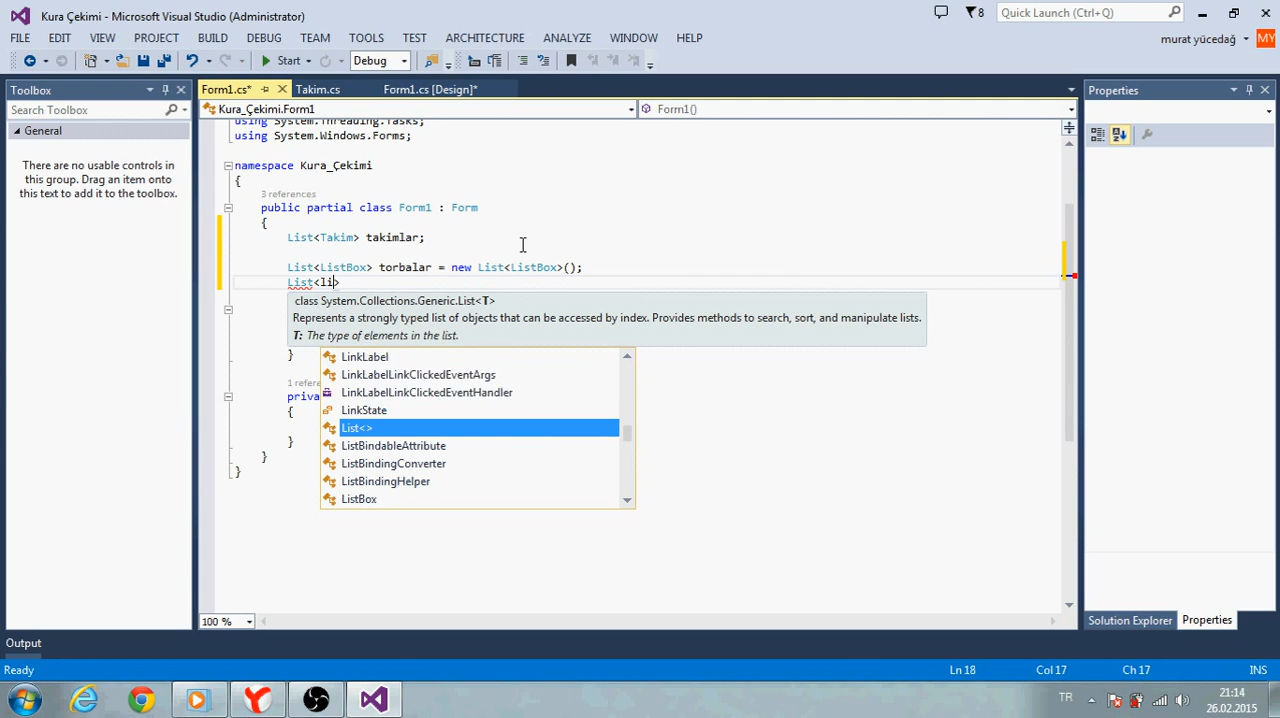 Kura Çekimi - Microsoft Visual Studio (Administrator)
8
Quick Launch (Ctrl+Q)
FILE EDIT VIEW PROJECT BUILD DEBUG TEAM TOOLS TEST ARCHITECTURE ANALYZE WINDOW HELP
murat yücedağ
MY
Start
Debug
Toolbox
Form1.cs*
Takim.cs
Form1.cs [Design]*
Properties
Search Toolbox
Kura_Çekimi.Form1
Form1()
General
There are no usable controls in
this group. Drag an item onto
this text to add it to the toolbox.
using System.Threading.Tasks;
using System.Windows.Forms;
namespace Kura_Çekimi
{
3 references
public partial class Form1 : Form
{
List<Takim> takimlar;
List<ListBox> torbalar = new List<ListBox>();
List<li>
class System.Collections.Generic.List<T>
Represents a strongly typed list of objects that can be accessed by index. Provides methods to search, sort, and manipulate lists.
T: The type of elements in the list.
}
LinkLabel
LinkLabelLinkClickedEventArgs
1 refere
LinkLabelLinkClickedEventHandler
priva
{
LinkState
List<>
}
ListBindableAttribute
}
ListBindingConverter
}
ListBindingHelper
ListBox
100 %
Solution Explorer
Properties
Output
Ready
Ln 18
Col 17
Ch 17
INS
TR
21:14
26.02.2015